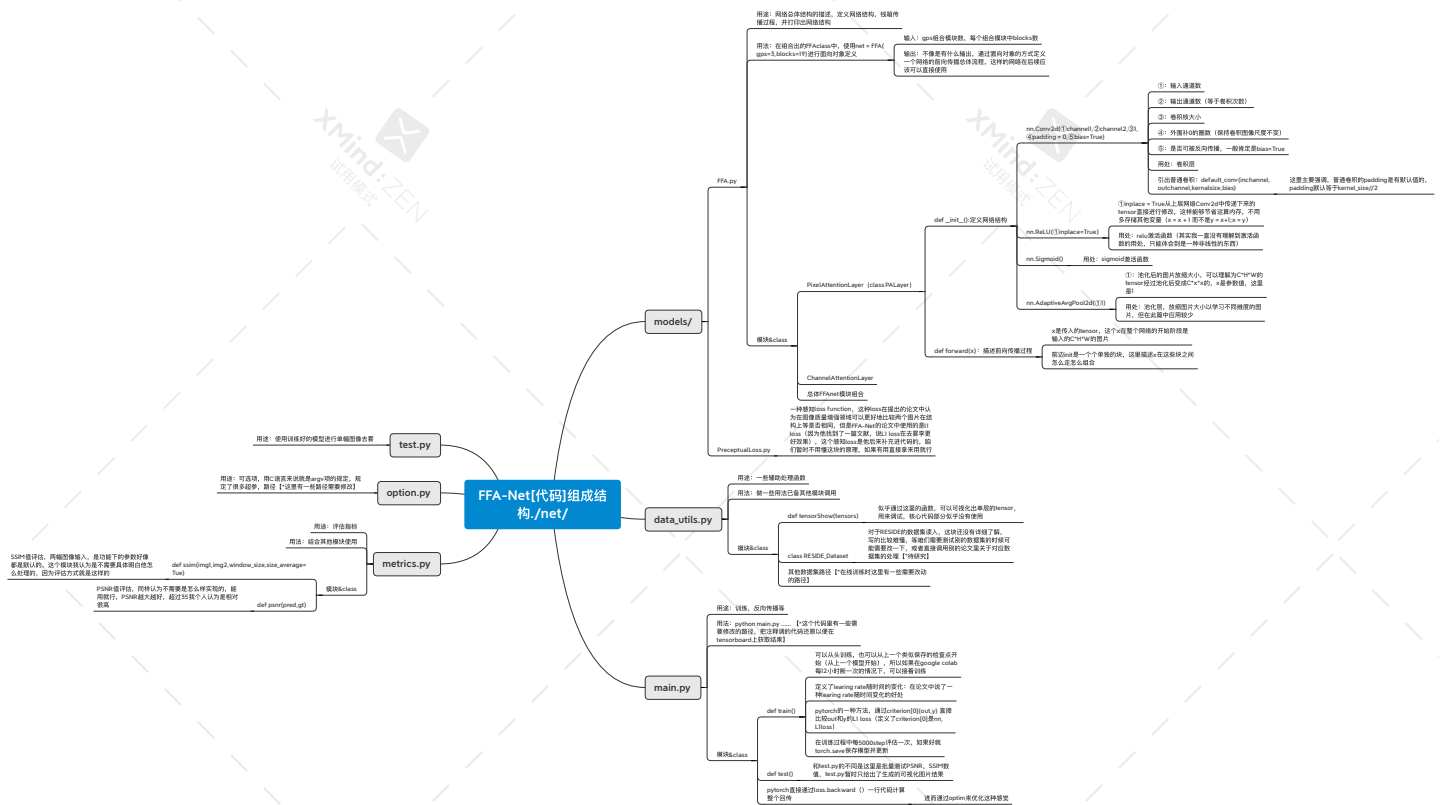 FFA-Net[代码]组成结
构./net/
models/
FFA.py
用途：网络总体结构的描述，定义网络结构，钱箱传
播过程，并打印出网络结构
用法：在组合出的FFAclass中，使用net = FFA(
gps=3,blocks=19)进行面向对象定义
输入：gps组合模块数，每个组合模块中blocks数
输出：不像是有什么输出，通过面向对象的方式定义
一个网络的前向传播总体流程，这样的网络在后续应
该可以直接使用
模块&class
PixelAttentionLayer（class PALayer）
def _init_():定义网络结构
nn.Conv2d(①channel1,②channel2,③1,
④padding = 0,⑤bias=True)
①：输入通道数
②：输出通道数（等于卷积次数）
③：卷积核大小
④：外围补0的圈数（保持卷积图像尺度不变）
⑤：是否可被反向传播，一般肯定是bias=True
用处：卷积层
引出普通卷积：default_conv(inchannel,
outchannel,kernalsize,bias)
这里主要强调，普通卷积的padding是有默认值的，
padding默认等于kernel_size//2
nn.ReLU(①inplace=True)
①inplace = True从上层网络Conv2d中传递下来的
tensor直接进行修改，这样能够节省运算内存，不用
多存储其他变量（x = x + 1 而不是y = x+1;x = y）
用处：relu激活函数（其实我一直没有理解到激活函
数的用处，只能体会到是一种非线性的东西）
nn.Sigmoid()
用处：sigmoid激活函数
nn.AdaptiveAvgPool2d(①1)
①：池化后的图片放缩大小，可以理解为C*H*W的
tensor经过池化后变成C*x*x的，x是参数值，这里
是1
用处：池化层，放缩图片大小以学习不同维度的图
片，但在此篇中应用较少
def forward(x)：描述前向传播过程
x是传入的tensor，这个x在整个网络的开始阶段是
输入的C*H*W的图片
前边init是一个个单独的块，这里描述x在这些块之间
怎么走怎么组合
ChannelAttentionLayer
总体FFAnet模块组合
PreceptualLoss.py
一种感知loss function，这种loss在提出的论文中认
为在图像质量增强领域可以更好地比较两个图片在结
构上等是否相同，但是FFA-Net的论文中使用的是l1
loss（因为他找到了一篇文献，说L1 loss在去雾李更
好效果），这个感知loss是他后来补充进代码的，咱
们暂时不用懂这块的原理，如果有用直接拿来用就行
data_utils.py
用途：一些辅助处理函数
用法：做一些用法已备其他模块调用
模块&class
def tensorShow(tensors)
似乎通过这里的函数，可以可视化出单层的tensor，
用来调试，核心代码部分似乎没有使用
class RESIDE_Dataset
对于RESIDE的数据集读入，这块还没有详细了解，
写的比较难懂，等咱们需要测试别的数据集的时候可
能需要改一下，或者直接调用别的论文里关于对应数
据集的处理【*待研究】
其他数据集路径【*在线训练时这里有一些需要改动
的路径】
main.py
用途：训练，反向传播等
用法：python main.py …… 【*这个代码里有一些需
要修改的路径，把注释调的代码还原以便在
tensorboard上获取结果】
模块&class
def train()
可以从头训练，也可以从上一个类似保存的检查点开
始（从上一个模型开始），所以如果在google colab
每12小时断一次的情况下，可以接着训练
定义了learing rate随时间的变化：在论文中说了一
种learing rate随时间变化的好处
pytorch的一种方法，通过criterion[0](out,y) 直接
比较out和y的L1 loss（定义了criterion[0]是nn,
L1loss）
在训练过程中每5000step评估一次，如果好就
torch.save保存模型并更新
def test()
和test.py的不同是这里是批量测试PSNR，SSIM数
值，test.py暂时只给出了生成的可视化图片结果
pytorch直接通过loss.backward（）一行代码计算
整个回传
进而通过optim来优化这种感觉
test.py
用途：使用训练好的模型进行单幅图像去雾
option.py
用途：可选项，用C语言来说就是argv项的规定，规
定了很多超参，路径【*这里有一些路径需要修改】
metrics.py
用途：评估指标
用法：结合其他模块使用
模块&class
def ssim(img1,img2,window_size,size_average=
Tue)
SSIM值评估，两幅图像输入，是功能下的参数好像
都是默认的。这个模块我认为是不需要具体明白他怎
么处理的，因为评估方式就是这样的
def psnr(pred,gt)
PSNR值评估，同样认为不需要是怎么样实现的，能
用就行，PSNR越大越好，超过35我个人认为是相对
很高
XMind:ZEN
试用模式
XMind:ZEN
试用模式